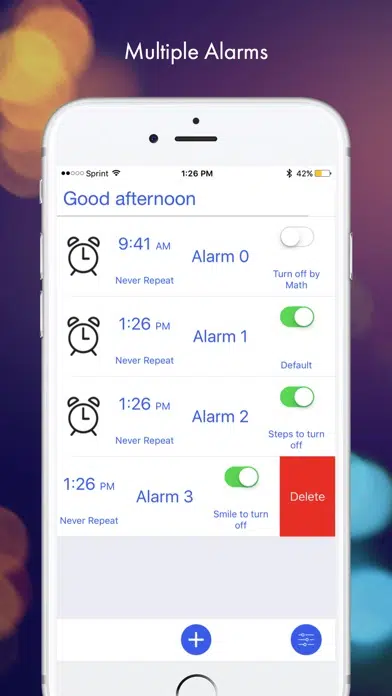 Multiple Alarms
Sprint 1:26 PM 42%
Good afternoon
9:41 AM
Never Repeat
Alarm 0
Turn off by
Math
1:26 PM
Never Repeat
Alarm 1
Default
1:26 PM
Never Repeat
Alarm 2
Steps to turn
off
1:26 PM
Never Repeat
Alarm 3
Smile to turn
off
Delete